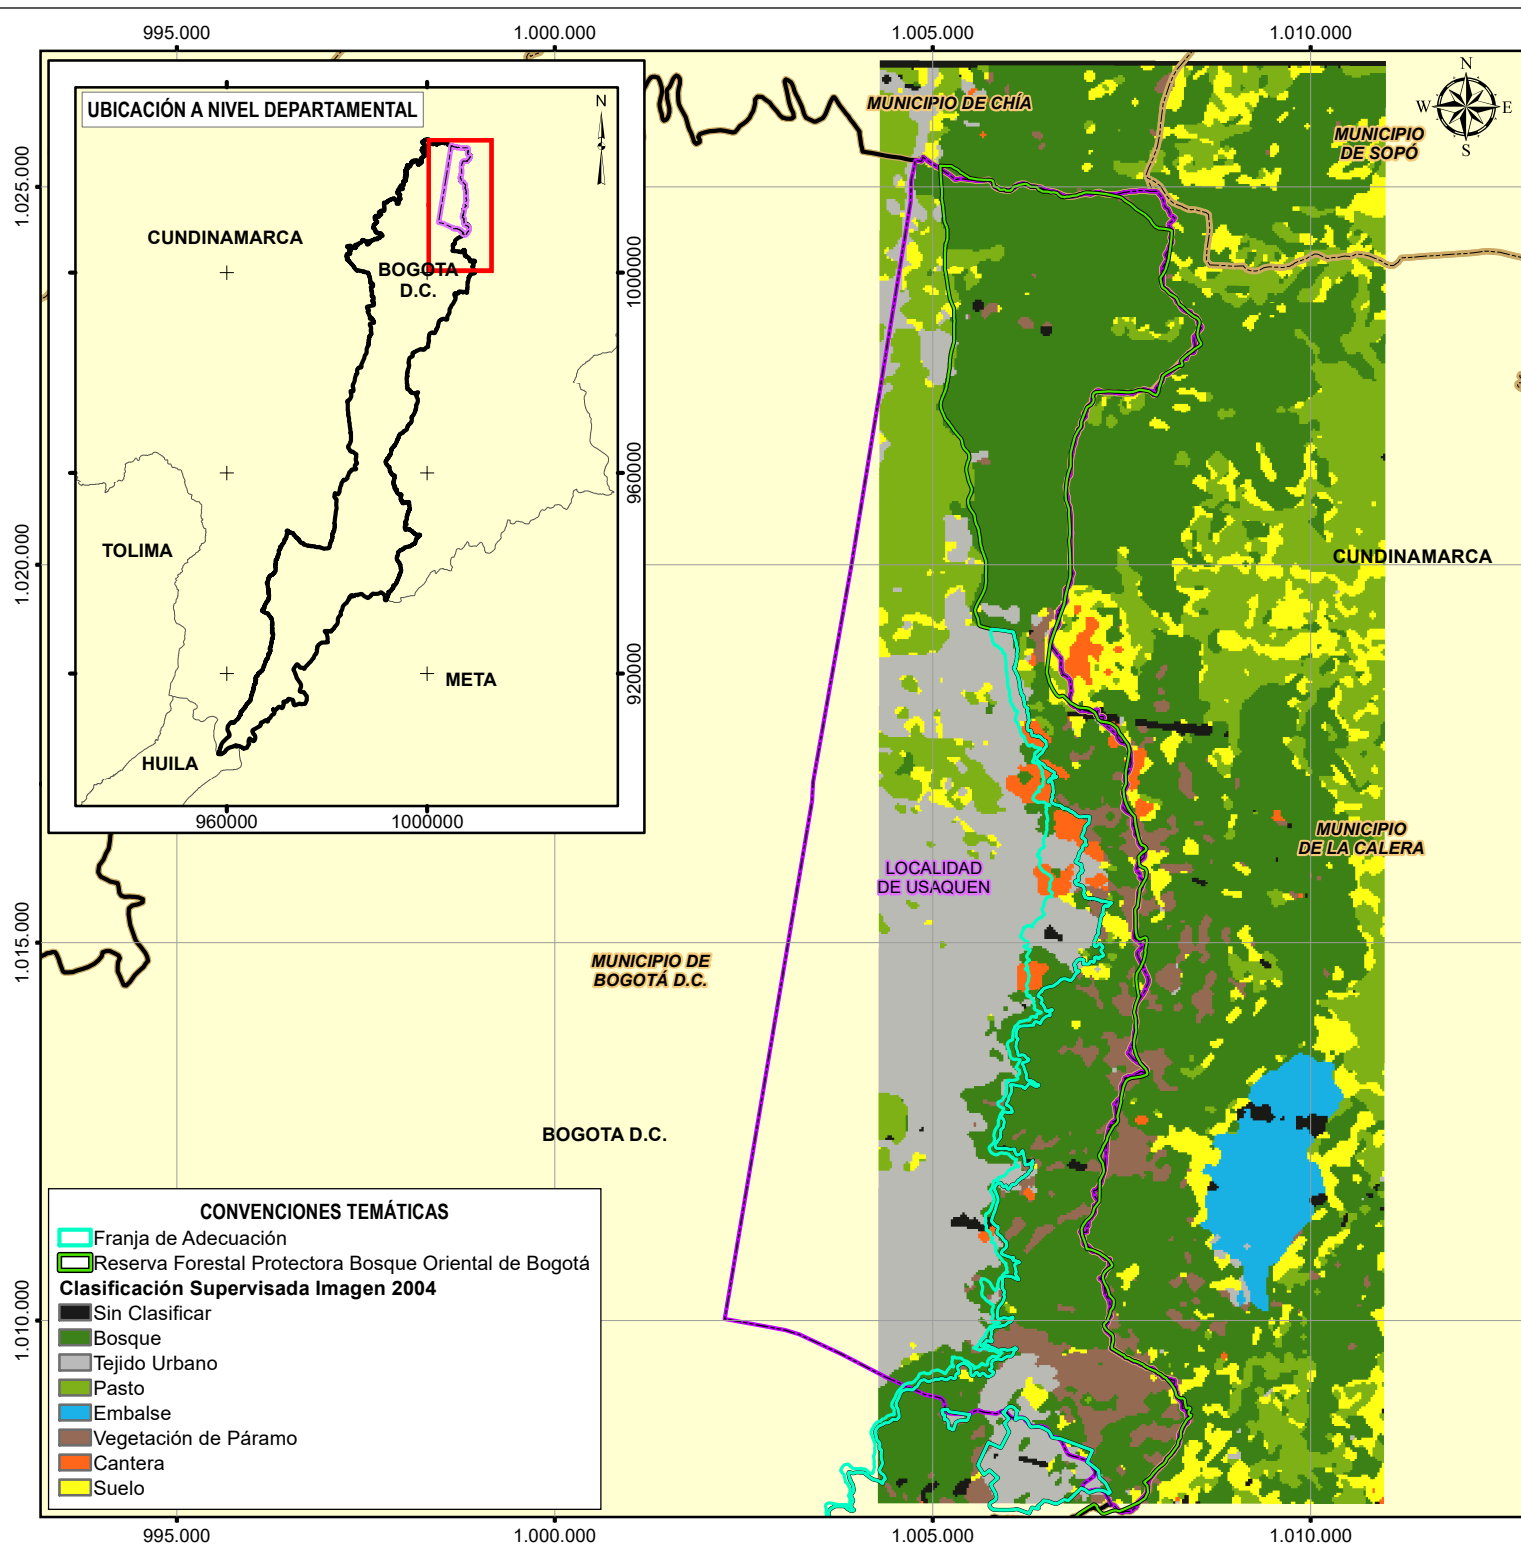 995.000
1.000.000
1.005.000
1.010.000
UBICACIÓN A NIVEL DEPARTAMENTAL
N
CUNDINAMARCA
BOGOTA
D.C.
TOLIMA
META
HUILA
1000000
960000
920000
960000
1000000
MUNICIPIO DE CHÍA
MUNICIPIO
DE SOPÓ
N
W
E
S
1.025.000
1.020.000
1.015.000
1.010.000
CUNDINAMARCA
MUNICIPIO
DE LA CALERA
LOCALIDAD
DE USAQUEN
MUNICIPIO DE
BOGOTÁ D.C.
BOGOTA D.C.
CONVENCIONES TEMÁTICAS
Franja de Adecuación
Reserva Forestal Protectora Bosque Oriental de Bogotá
Clasificación Supervisada Imagen 2004
Sin Clasificar
Bosque
Tejido Urbano
Pasto
Embalse
Vegetación de Páramo
Cantera
Suelo
995.000
1.000.000
1.005.000
1.010.000